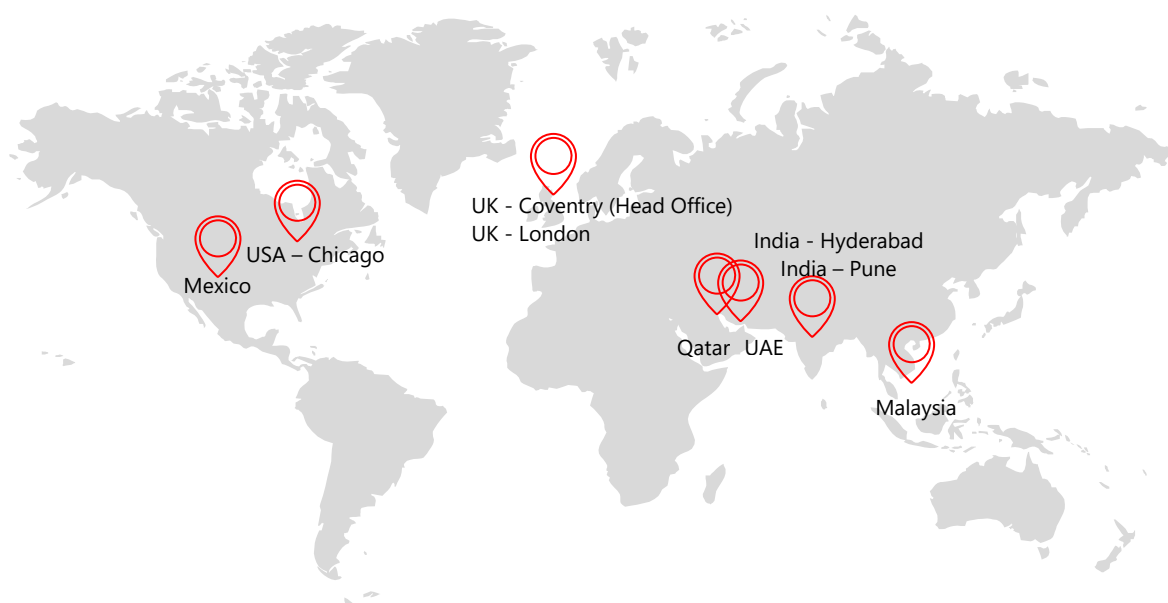 UK - Coventry (Head Office)
UK - London
India - Hyderabad
India – Pune
USA – Chicago
Mexico
Qatar
UAE
Malaysia